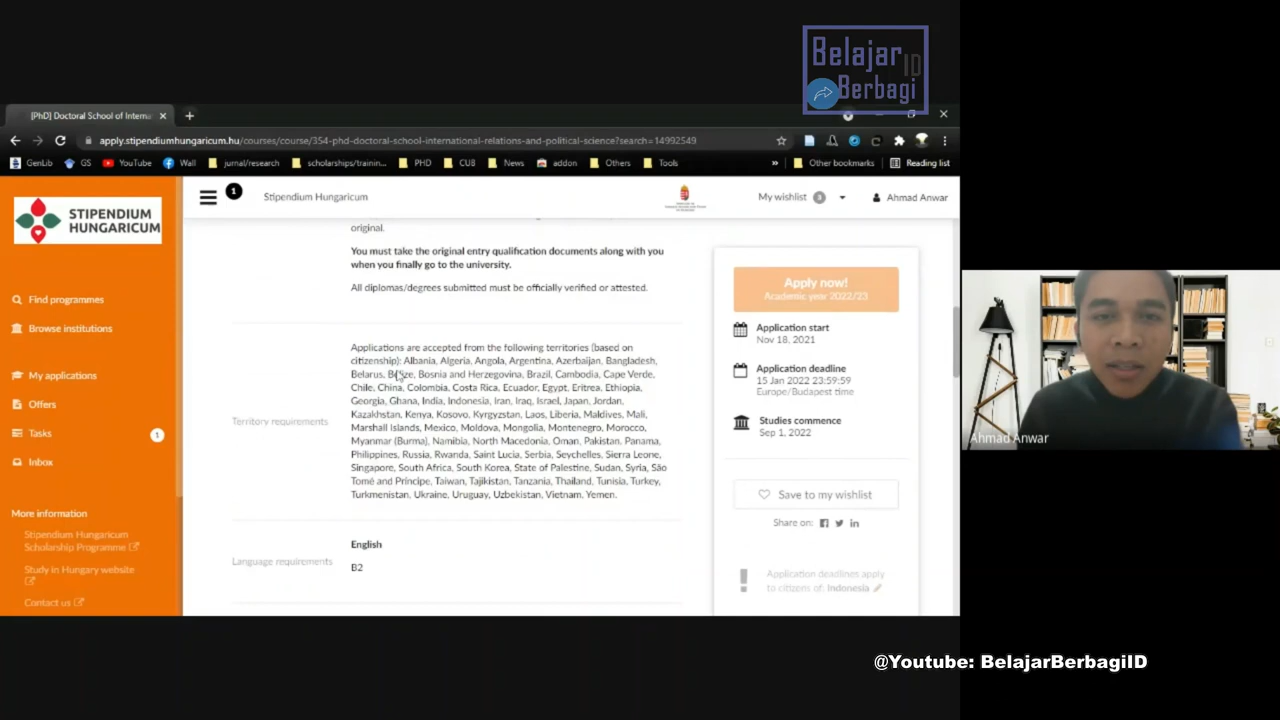 Belajar
ID
Berbagi
[PhD] Doctoral School of Interna
apply.stipendiumhungaricum.hu/courses/course/354-phd-doctoral-school-international-relations-and-political-science?search=14992549
GenLib GS YouTube Wall jurnal/research scholarships/trainin... PHD CUB News addon Others Tools » Other bookmarks Reading list
STIPENDIUM
HUNGARICUM
1
Stipendium Hungaricum
My wishlist 3
Ahmad Anwar
Find programmes
Browse institutions
My applications
Offers
Tasks 1
Inbox
More information
Stipendium Hungaricum
Scholarship Programme
Study in Hungary website
Contact us
original.
You must take the original entry qualification documents along with you
when you finally go to the university.
All diplomas/degrees submitted must be officially verified or attested.
Territory requirements
Applications are accepted from the following territories (based on
citizenship): Albania, Algeria, Angola, Argentina, Azerbaijan, Bangladesh,
Belarus, Belize, Bosnia and Herzegovina, Brazil, Cambodia, Cape Verde,
Chile, China, Colombia, Costa Rica, Ecuador, Egypt, Eritrea, Ethiopia,
Georgia, Ghana, India, Indonesia, Iran, Iraq, Israel, Japan, Jordan,
Kazakhstan, Kenya, Kosovo, Kyrgyzstan, Laos, Liberia, Maldives, Mali,
Marshall Islands, Mexico, Moldova, Mongolia, Montenegro, Morocco,
Myanmar (Burma), Namibia, North Macedonia, Oman, Pakistan, Panama,
Philippines, Russia, Rwanda, Saint Lucia, Serbia, Seychelles, Sierra Leone,
Singapore, South Africa, South Korea, State of Palestine, Sudan, Syria, São
Tomé and Príncipe, Taiwan, Tajikistan, Tanzania, Thailand, Tunisia, Turkey,
Turkmenistan, Ukraine, Uruguay, Uzbekistan, Vietnam, Yemen.
Language requirements
English
B2
Apply now!
Academic year 2022/23
Application start
Nov 18, 2021
Application deadline
15 Jan 2022 23:59:59
Europe/Budapest time
Studies commence
Sep 1, 2022
Save to my wishlist
Share on:
Application deadlines apply
to citizens of: Indonesia
Ahmad Anwar
@Youtube: BelajarBerbagiID